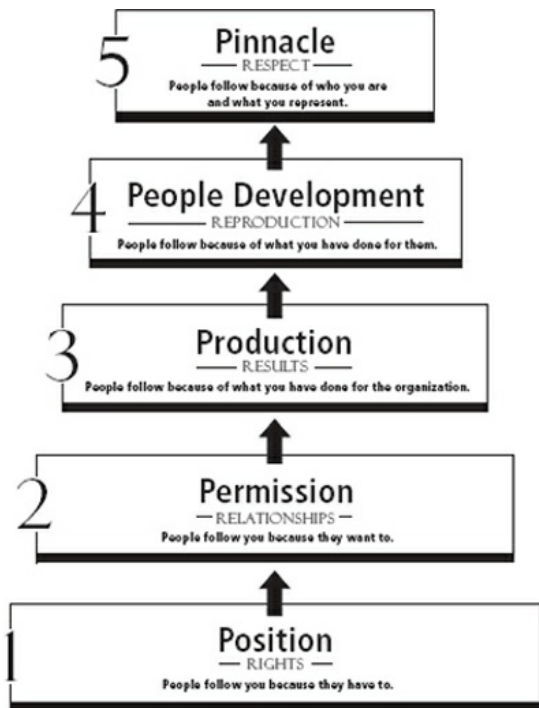 5
Pinnacle
RESPECT
People follow because of who you are
and what you represent.
4
People Development
REPRODUCTION
People follow because of what you have done for them.
3
Production
RESULTS
People follow because of what you have done for the organization.
2
Permission
RELATIONSHIPS
People follow you because they want to.
1
Position
RIGHTS
People follow you because they have to.